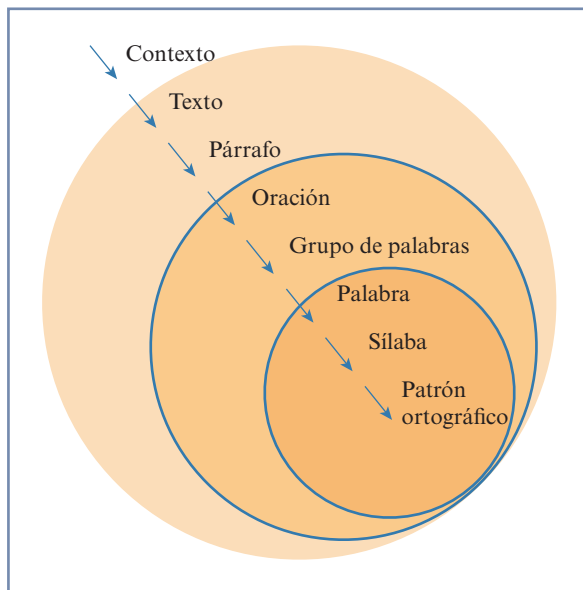 Contexto
Texto
Párrafo
Oración
Grupo de palabras
Palabra
Sílaba
Patrón
ortográfico